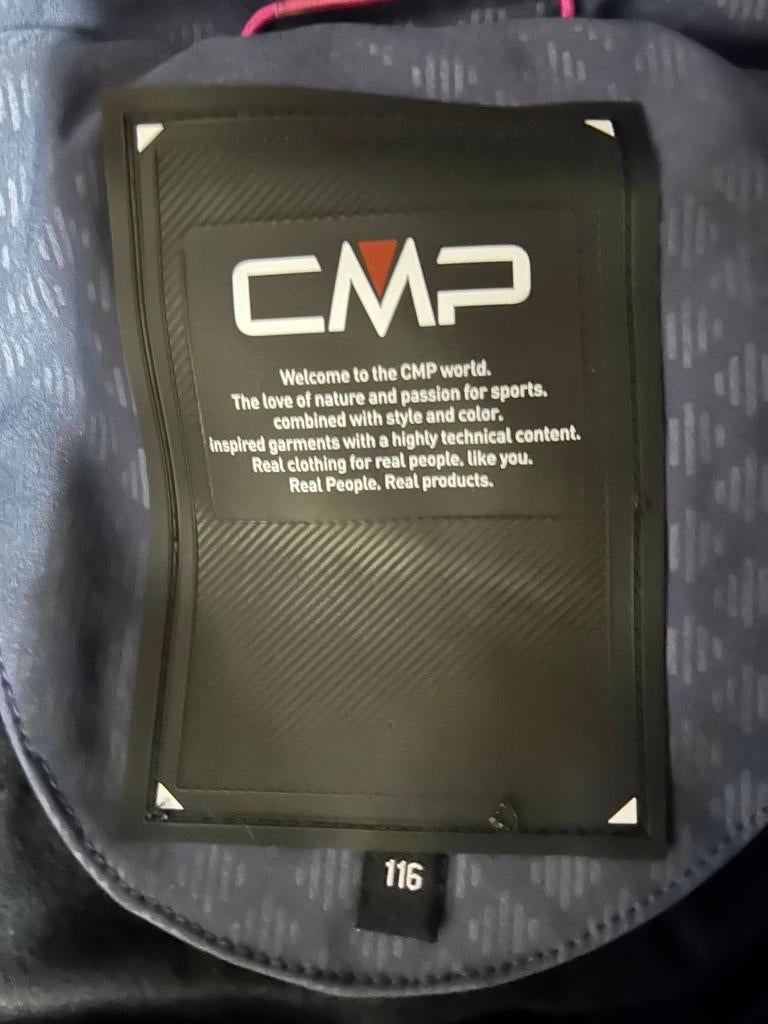 CMP
Welcome to the CMP world.
The love of nature and passion for sports,
combined with style and color.
inspired garments with a highly technical content.
Real clothing for real people, like you.
Real People, Real products.
116